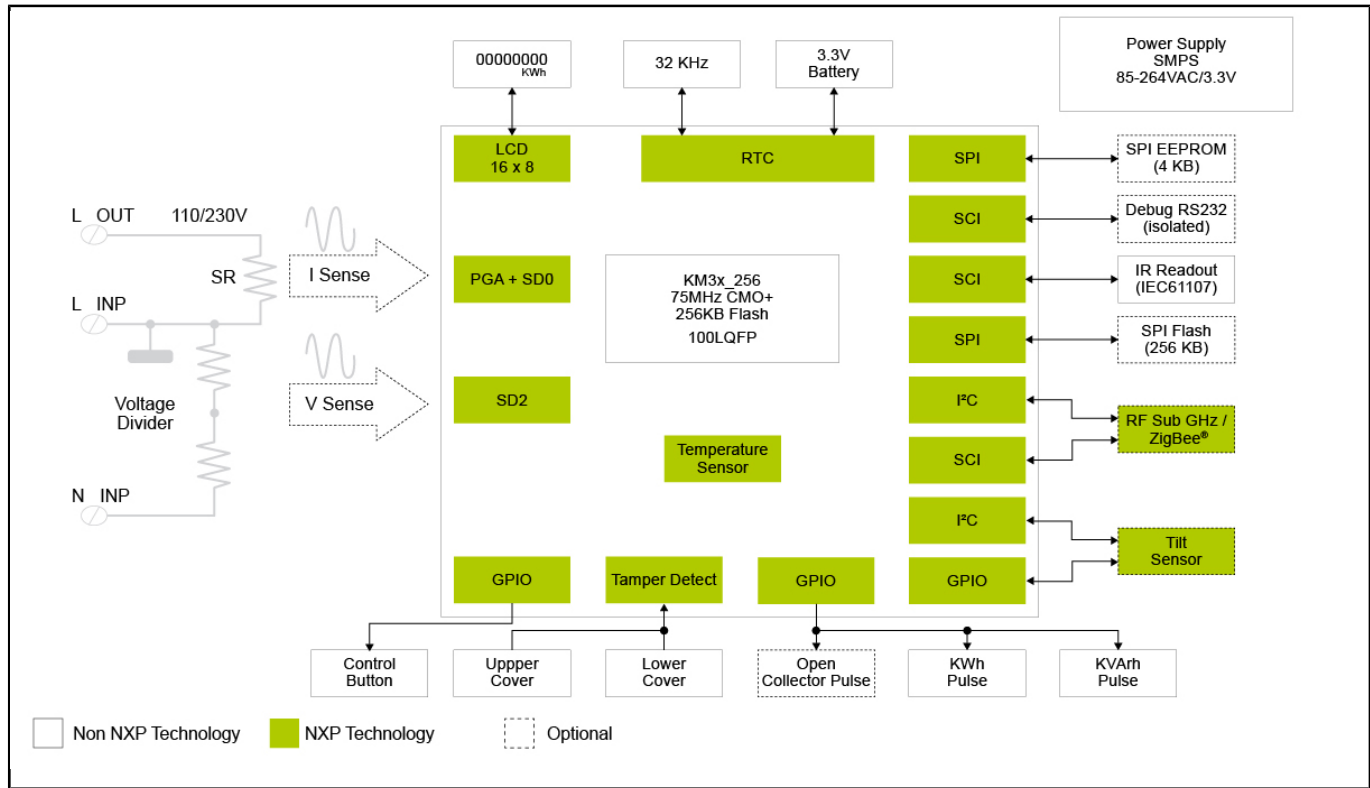 00000000
KWh
32 KHz
3.3V
Battery
Power Supply
SMPS
85-264VAC/3.3V
LCD
16 x 8
RTC
SPI
SPI EEPROM
(4 KB)
L OUT 110/230V
SCI
Debug RS232
(isolated)
SR
I Sense
PGA + SD0
KM3x_256
75MHz CMO+
256KB Flash
100LQFP
SCI
IR Readout
(IEC61107)
L INP
SPI
SPI Flash
(256 KB)
Voltage
Divider
V Sense
SD2
I²C
RF Sub GHz /
ZigBee®
Temperature
Sensor
SCI
N INP
I²C
Tilt
Sensor
GPIO
Tamper Detect
GPIO
GPIO
Control
Button
Uppper
Cover
Lower
Cover
Open
Collector Pulse
KWh
Pulse
KVArh
Pulse
Non NXP Technology
NXP Technology
Optional